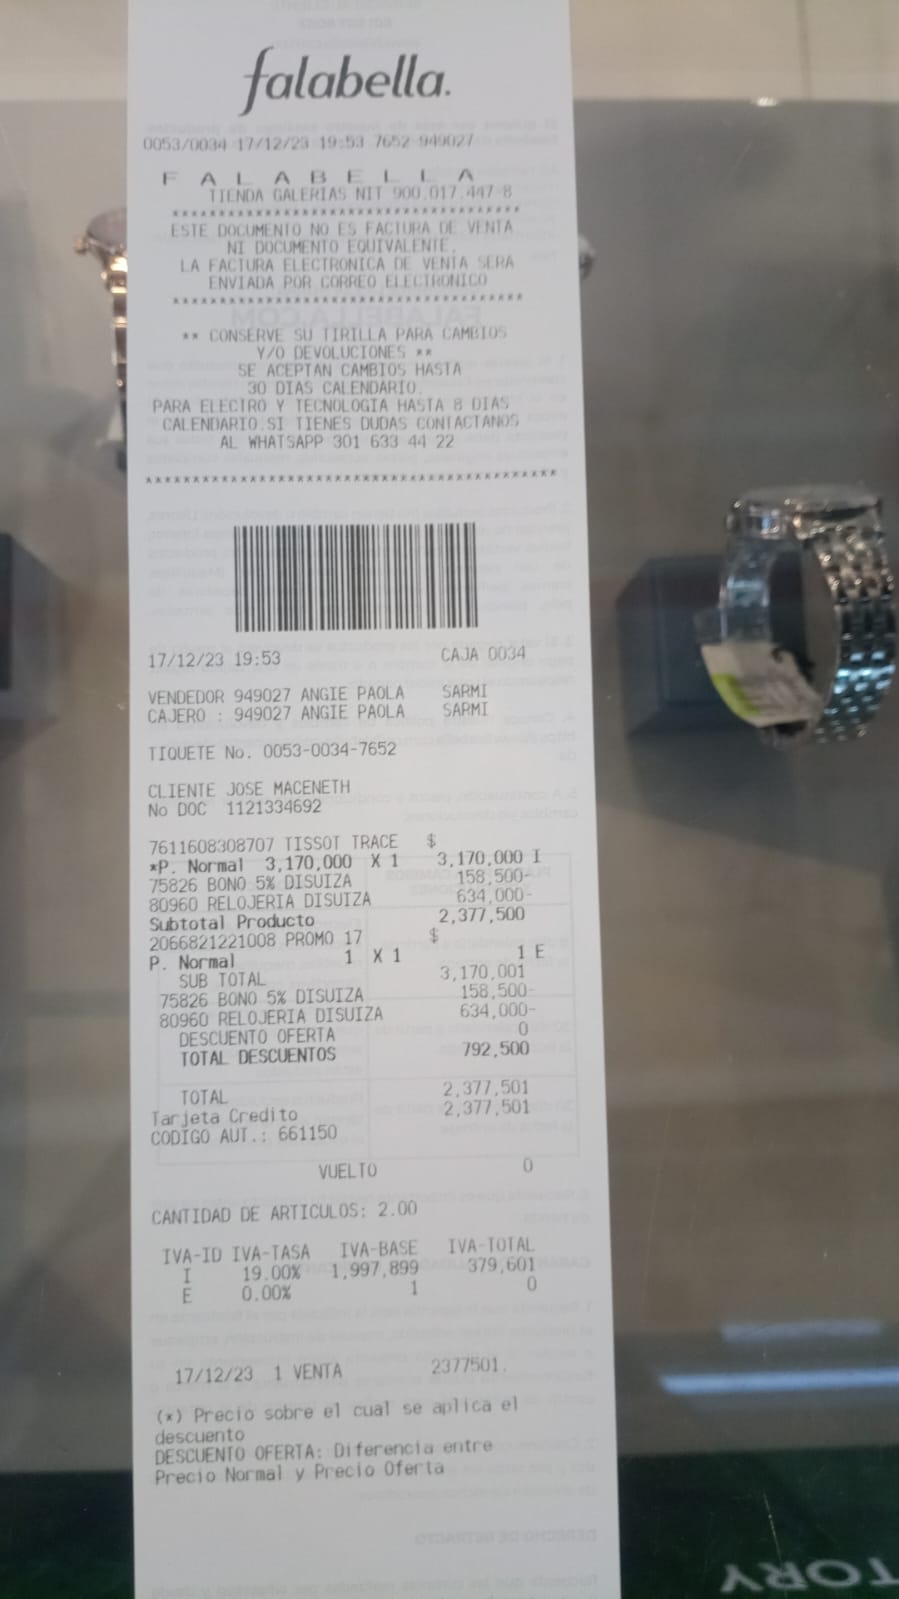 falabella.
0053/0034 17/12/23 19:53 7652 949027
F A L A B E L L A
TIENDA GALERIAS NIT 900.017.447-8
***************************************
ESTE DOCUMENTO NO ES FACTURA DE VENTA
NI DOCUMENTO EQUIVALENTE.
LA FACTURA ELECTRONICA DE VENTA SERA
ENVIADA POR CORREO ELECTRONICO
***************************************
** CONSERVE SU TIRILLA PARA CAMBIOS
Y/O DEVOLUCIONES **
SE ACEPTAN CAMBIOS HASTA
30 DIAS CALENDARIO.
PARA ELECTRO Y TECNOLOGIA HASTA 8 DIAS
CALENDARIO.SI TIENES DUDAS CONTACTANOS
AL WHATSAPP 301 633 44 22
**********************************************
17/12/23 19:53 CAJA 0034
VENDEDOR 949027 ANGIE PAOLA SARMI
CAJERO : 949027 ANGIE PAOLA SARMI
TIQUETE No. 0053-0034-7652
CLIENTE JOSE MACENETH
No DOC 1121334692
7611608308707 TISSOT TRACE $
*P. Normal 3,170,000 X 1 3,170,000 I
75826 BONO 5% DISUIZA 158,500-
80960 RELOJERIA DISUIZA 634,000-
Subtotal Producto 2,377,500
2066821221008 PROMO 17 $
P. Normal 1 X 1 1 E
SUB TOTAL 3,170,001
75826 BONO 5% DISUIZA 158,500-
80960 RELOJERIA DISUIZA 634,000-
DESCUENTO OFERTA 0
TOTAL DESCUENTOS 792,500
TOTAL 2,377,501
Tarjeta Credito 2,377,501
CODIGO AUT.: 661150
VUELTO 0
CANTIDAD DE ARTICULOS: 2.00
IVA-ID IVA-TASA IVA-BASE IVA-TOTAL
I 19.00% 1,997,899 379,601
E 0.00% 1 0
17/12/23 1 VENTA 2377501.
(*) Precio sobre el cual se aplica el
descuento
DESCUENTO OFERTA: Diferencia entre
Precio Normal y Precio Oferta
TORY